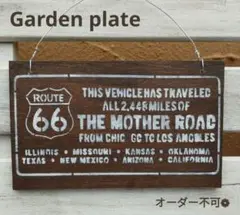 Garden plate
ROUTE
66
THIS VEHICLE HAS TRAVELED
ALL 2,448 MILES OF
THE MOTHER ROAD
FROM CHIC GO TO LOS ANGELES
ILLINOIS • MISSOURI • KANSAS • OKLAHOMA
TEXAS • NEW MEXICO • ARIZONA • CALIFORNIA
オーダー不可❁